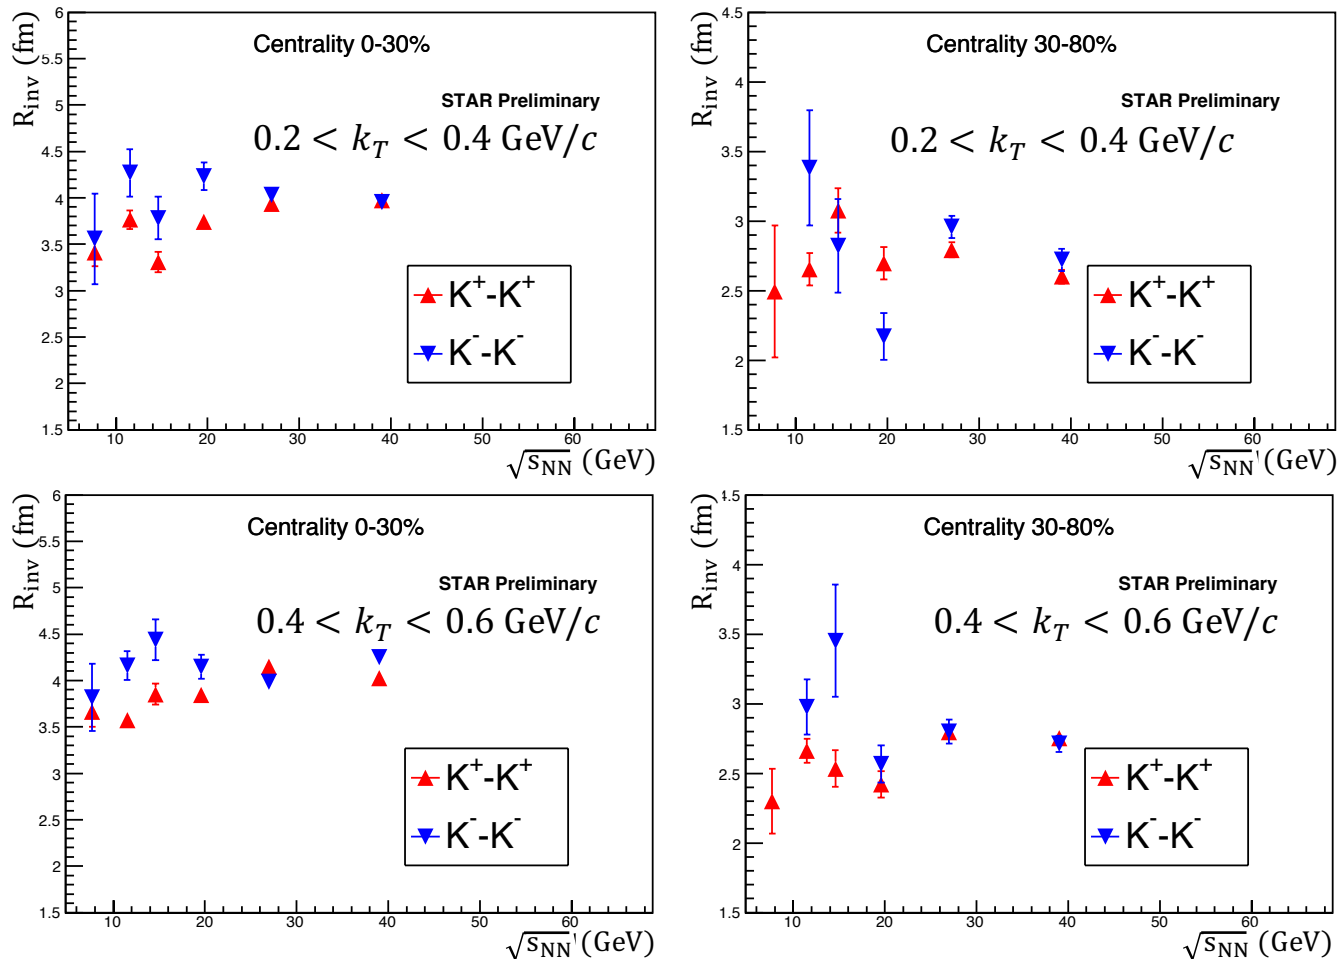 R_inv (fm)
6
5.5
5
4.5
4
3.5
3
2.5
2
1.5
Centrality 0-30%
STAR Preliminary
0.2 < k_T < 0.4 GeV/c
K⁺-K⁺
K⁻-K⁻
10 20 30 40 50 60
√s_NN (GeV)
R_inv (fm)
4.5
4
3.5
3
2.5
2
1.5
Centrality 30-80%
STAR Preliminary
0.2 < k_T < 0.4 GeV/c
K⁺-K⁺
K⁻-K⁻
10 20 30 40 50 60
√s_NN (GeV)
R_inv (fm)
6
5.5
5
4.5
4
3.5
3
2.5
2
1.5
Centrality 0-30%
STAR Preliminary
0.4 < k_T < 0.6 GeV/c
K⁺-K⁺
K⁻-K⁻
10 20 30 40 50 60
√s_NN (GeV)
R_inv (fm)
4.5
4
3.5
3
2.5
2
1.5
Centrality 30-80%
STAR Preliminary
0.4 < k_T < 0.6 GeV/c
K⁺-K⁺
K⁻-K⁻
10 20 30 40 50 60
√s_NN (GeV)